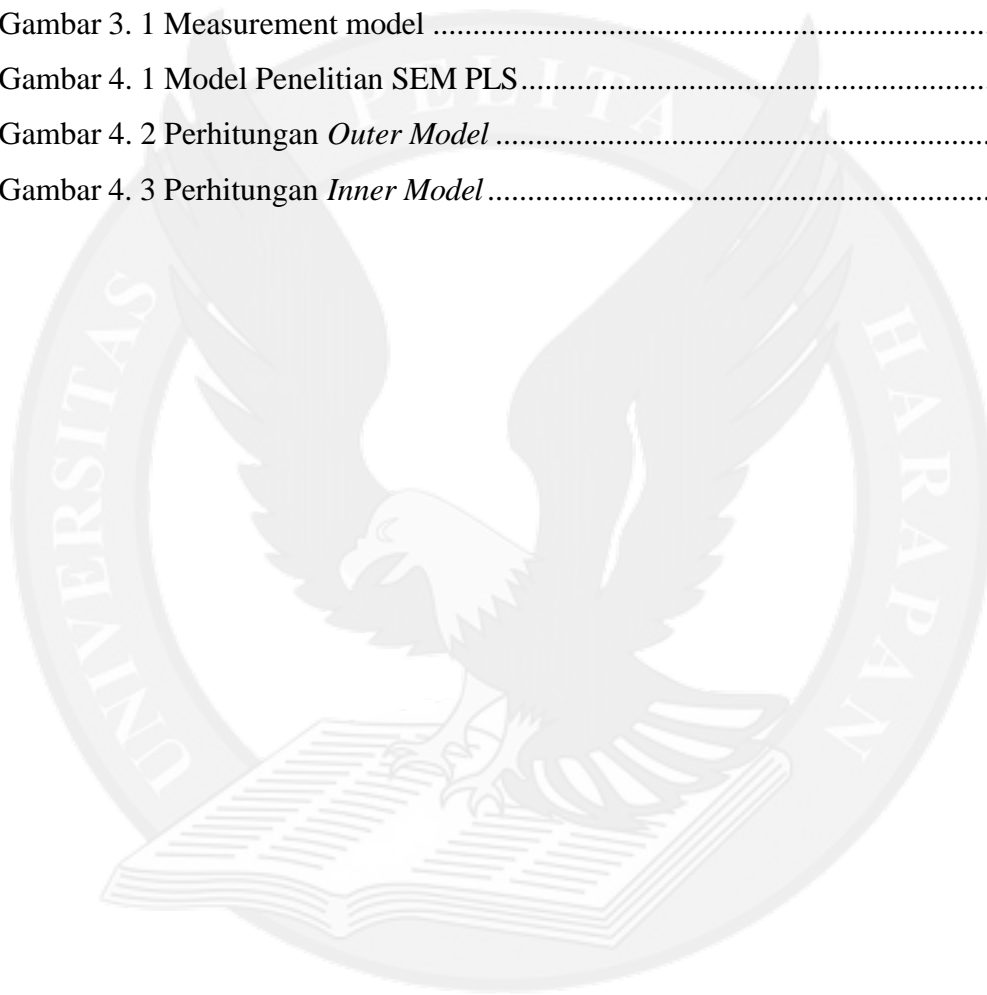 Gambar 3. 1 Measurement model ....................................................................................
Gambar 4. 1 Model Penelitian SEM PLS.......................................................................
Gambar 4. 2 Perhitungan Outer Model ..........................................................................
Gambar 4. 3 Perhitungan Inner Model ...........................................................................
UNIVERSITAS PELITA HARAPAN